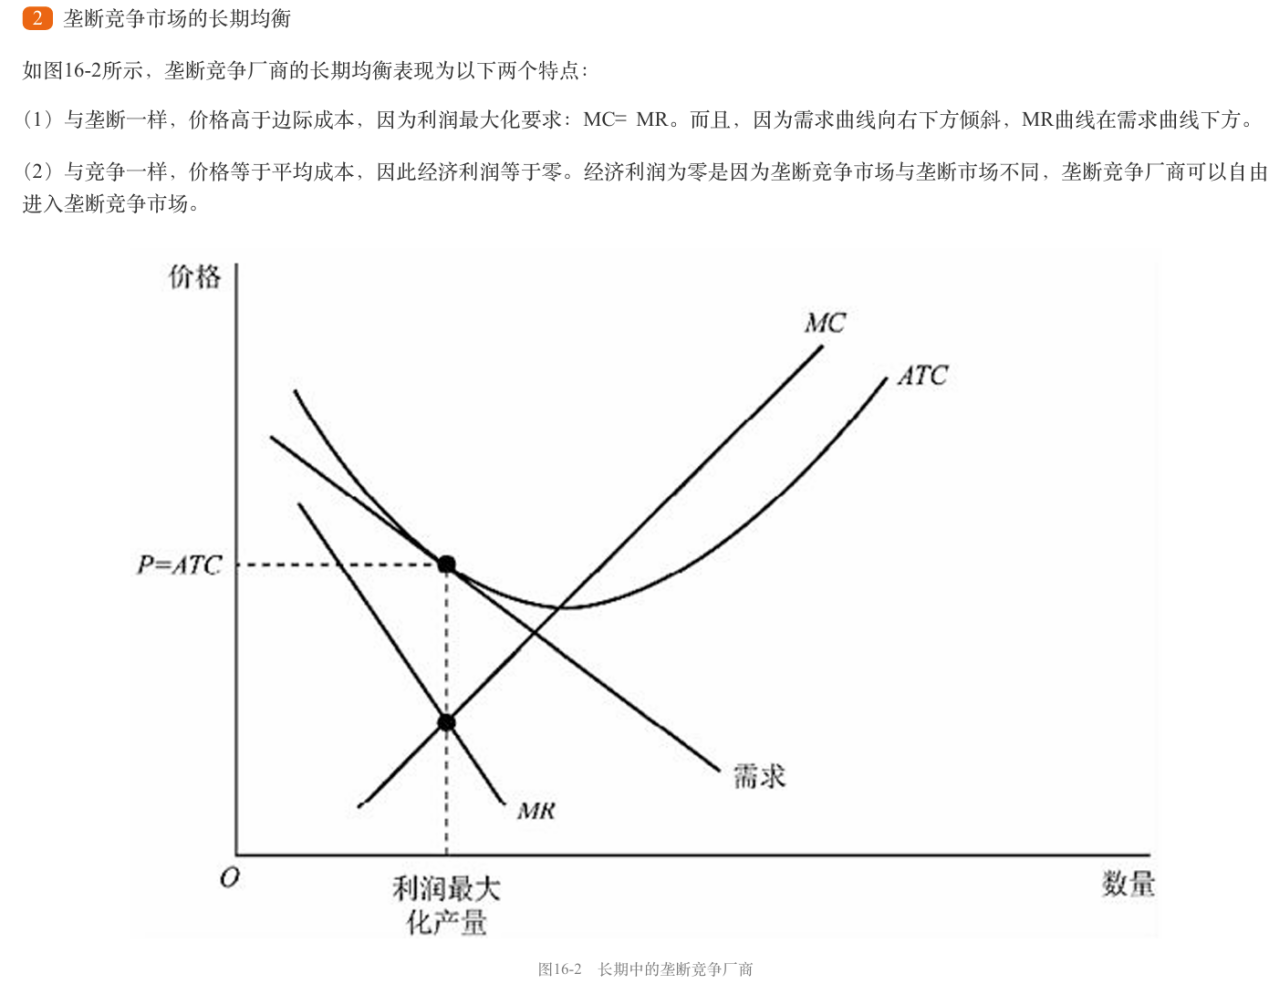 2 垄断竞争市场的长期均衡
如图16-2所示，垄断竞争厂商的长期均衡表现为以下两个特点：
（1）与垄断一样，价格高于边际成本，因为利润最大化要求：MC= MR。而且，因为需求曲线向右下方倾斜，MR曲线在需求曲线下方。
（2）与竞争一样，价格等于平均成本，因此经济利润等于零。经济利润为零是因为垄断竞争市场与垄断市场不同，垄断竞争厂商可以自由
进入垄断竞争市场。
价格
MC
ATC
P=ATC
需求
MR
O
数量
利润最大
化产量
图16-2 长期中的垄断竞争厂商